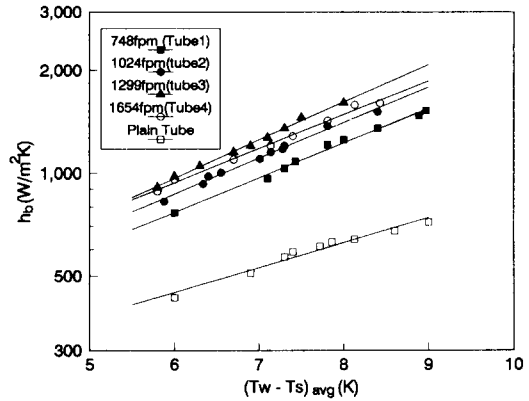 748fpm (Tube1)
1024fpm(tube2)
1299fpm(tube3)
1654fpm(Tube4)
Plain Tube
3,000
2,000
1,000
500
300
h_b (W/m²K)
5 6 7 8 9 10
(Tw - Ts) avg (K)